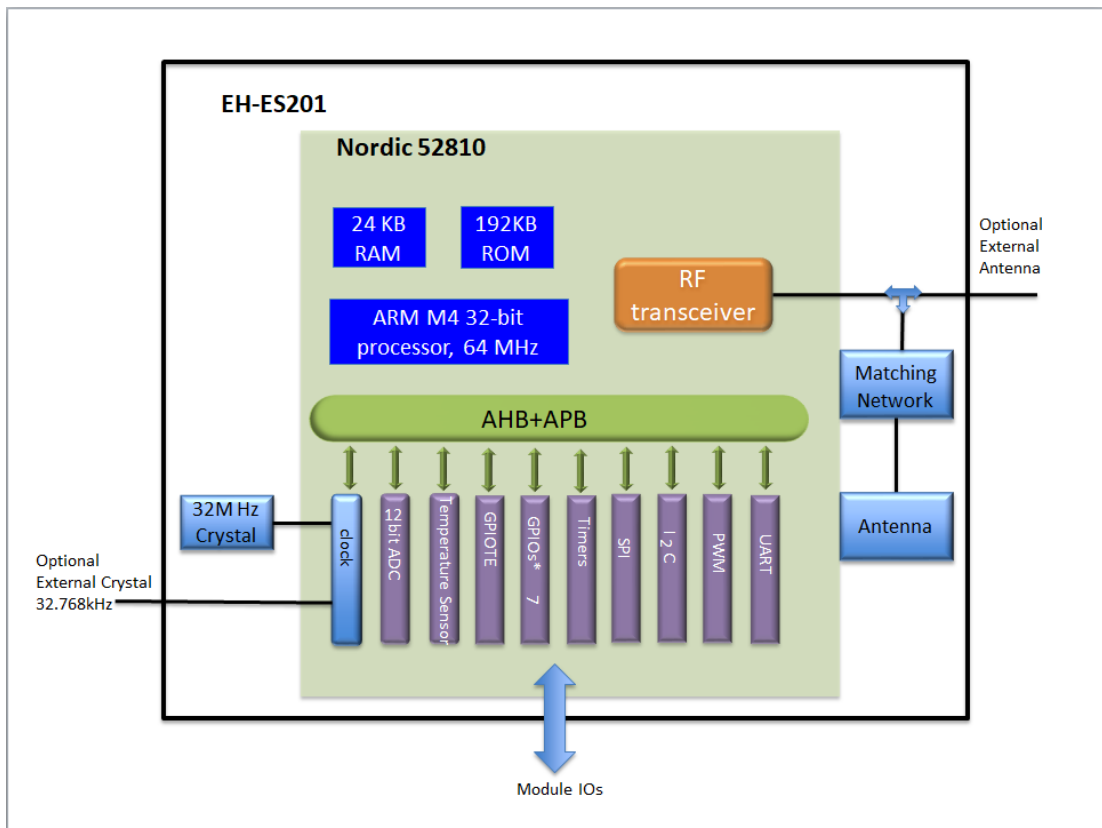 EH-ES201
Nordic 52810
24 KB
RAM
192KB
ROM
RF
transceiver
Optional
External
Antenna
ARM M4 32-bit
processor, 64 MHz
Matching
Network
AHB+APB
32M Hz
Crystal
Antenna
Optional
External Crystal
32.768kHz
clock
12bit ADC
Temperature Sensor
GPIOTE
GPIOs* 7
Timers
SPI
I 2 C
PWM
UART
Module IOs